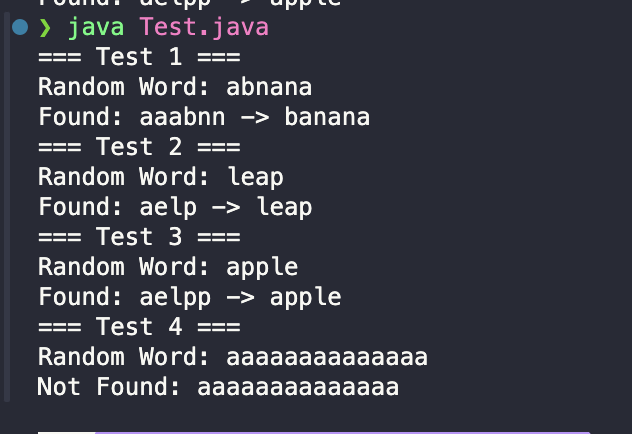 Found: aelpp -> apple
❯ java Test.java
=== Test 1 ===
Random Word: abnana
Found: aaabnn -> banana
=== Test 2 ===
Random Word: leap
Found: aelp -> leap
=== Test 3 ===
Random Word: apple
Found: aelpp -> apple
=== Test 4 ===
Random Word: aaaaaaaaaaaaaa
Not Found: aaaaaaaaaaaaaa